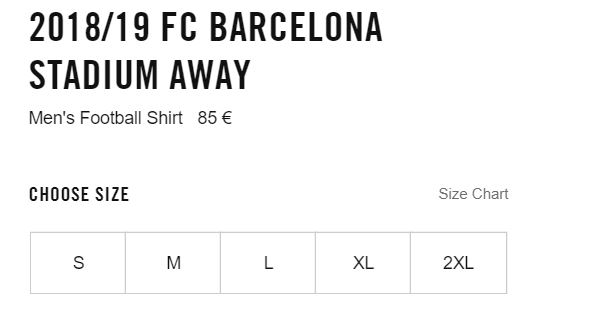 2018/19 FC BARCELONA
STADIUM AWAY
Men's Football Shirt 85 €
CHOOSE SIZE Size Chart
S M L XL 2XL